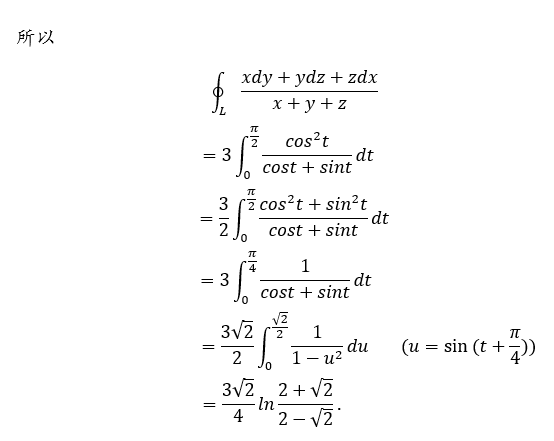 所以
∮_L (xdy + ydz + zdx)/(x + y + z)
= 3∫_0^{π/2} cos²t/(cost + sint) dt
= 3/2 ∫_0^{π/2} (cos²t + sin²t)/(cost + sint) dt
= 3∫_0^{π/4} 1/(cost + sint) dt
= 3√2/2 ∫_0^{√2/2} 1/(1 − u²) du (u = sin (t + π/4))
= 3√2/4 ln (2 + √2)/(2 − √2).